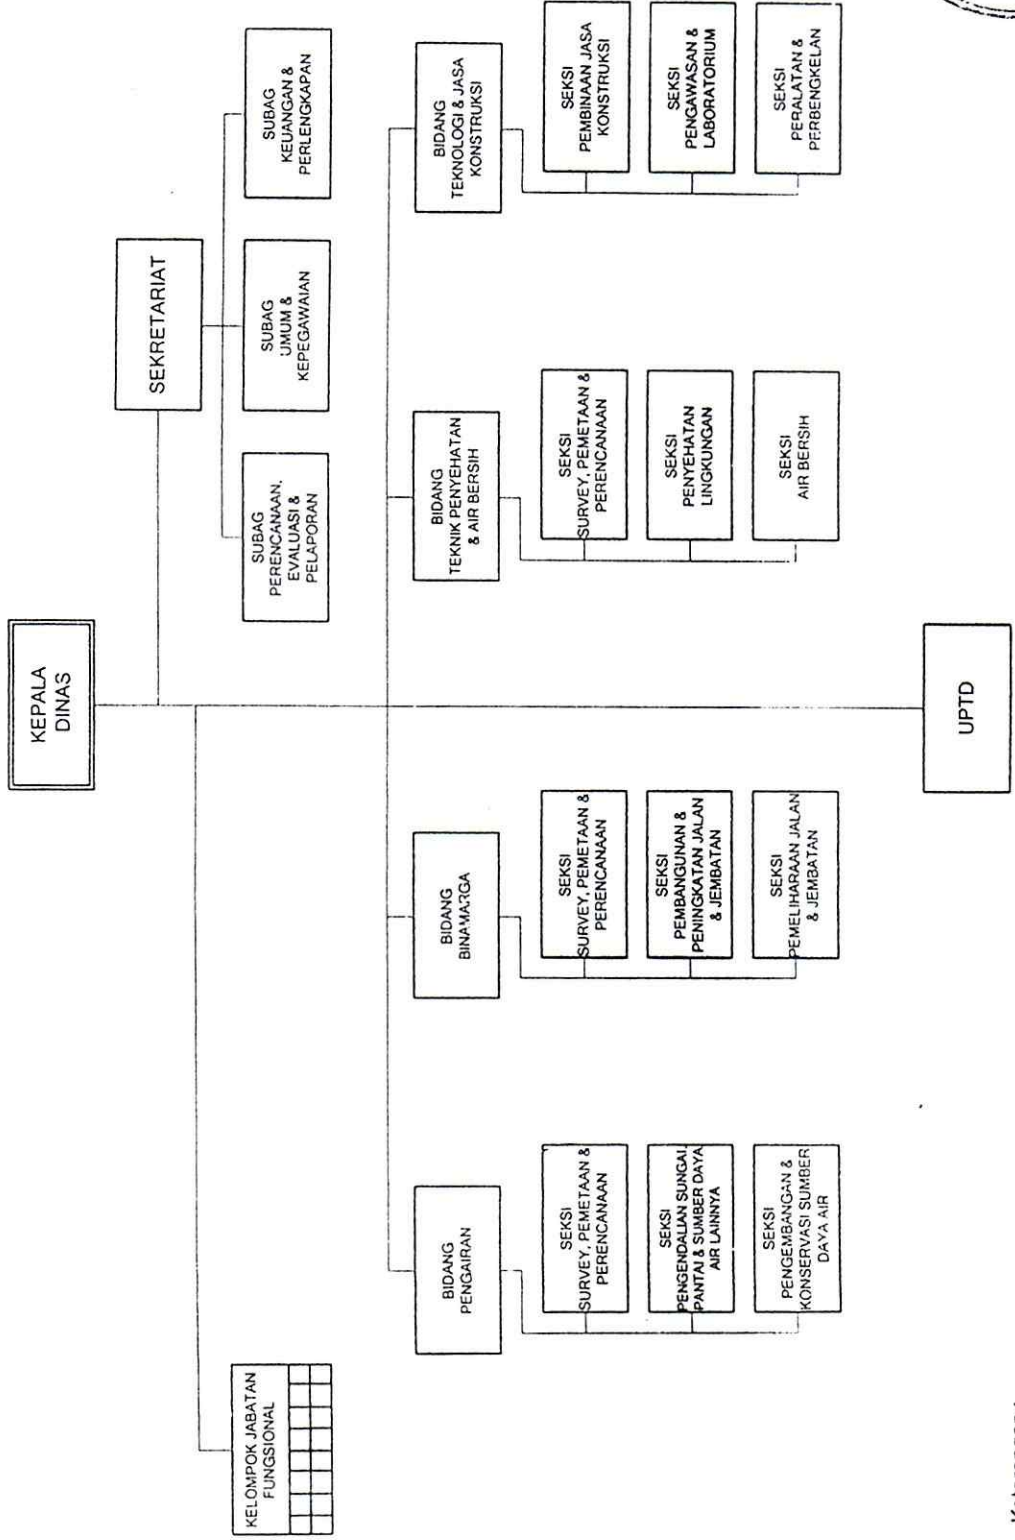 KEPALA
DINAS
SEKRETARIAT
KELOMPOK JABATAN
FUNGSIONAL
SUBAG
PERENCANAAN,
EVALUASI &
PELAPORAN
SUBAG
UMUM &
KEPEGAWAIAN
SUBAG
KEUANGAN &
PERLENGKAPAN
BIDANG
PENGAIRAN
SEKSI
SURVEY, PEMETAAN &
PERENCANAAN
SEKSI
PENGENDALIAN SUNGAI,
PANTAI & SUMBER DAYA
AIR LAINNYA
SEKSI
PENGEMBANGAN &
KONSERVASI SUMBER
DAYA AIR
BIDANG
BINAMARGA
SEKSI
SURVEY, PEMETAAN &
PERENCANAAN
SEKSI
PEMBANGUNAN &
PENINGKATAN JALAN
& JEMBATAN
SEKSI
PEMELIHARAAN JALAN
& JEMBATAN
BIDANG
TEKNIK PENYEHATAN
& AIR BERSIH
SEKSI
SURVEY, PEMETAAN &
PERENCANAAN
SEKSI
PENYEHATAN
LINGKUNGAN
SEKSI
AIR BERSIH
BIDANG
TEKNOLOGI & JASA
KONSTRUKSI
SEKSI
PEMBINAAN JASA
KONSTRUKSI
SEKSI
PENGAWASAN &
LABORATORIUM
SEKSI
PERALATAN &
PERBENGKELAN
UPTD